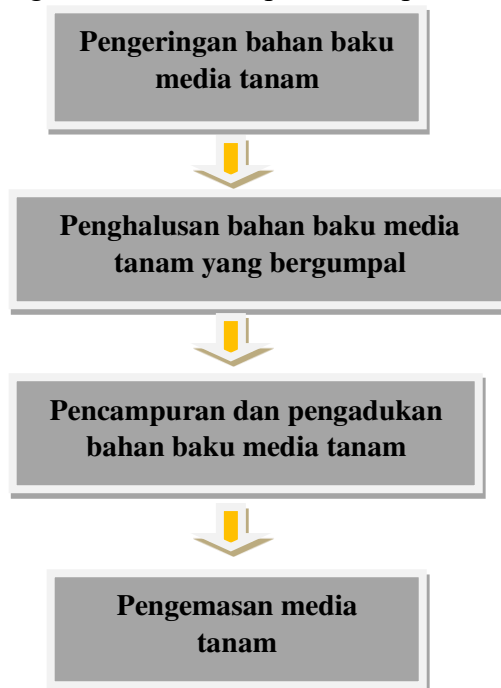 Pengeringan bahan baku
media tanam
Penghalusan bahan baku media
tanam yang bergumpal
Pencampuran dan pengadukan
bahan baku media tanam
Pengemasan media
tanam